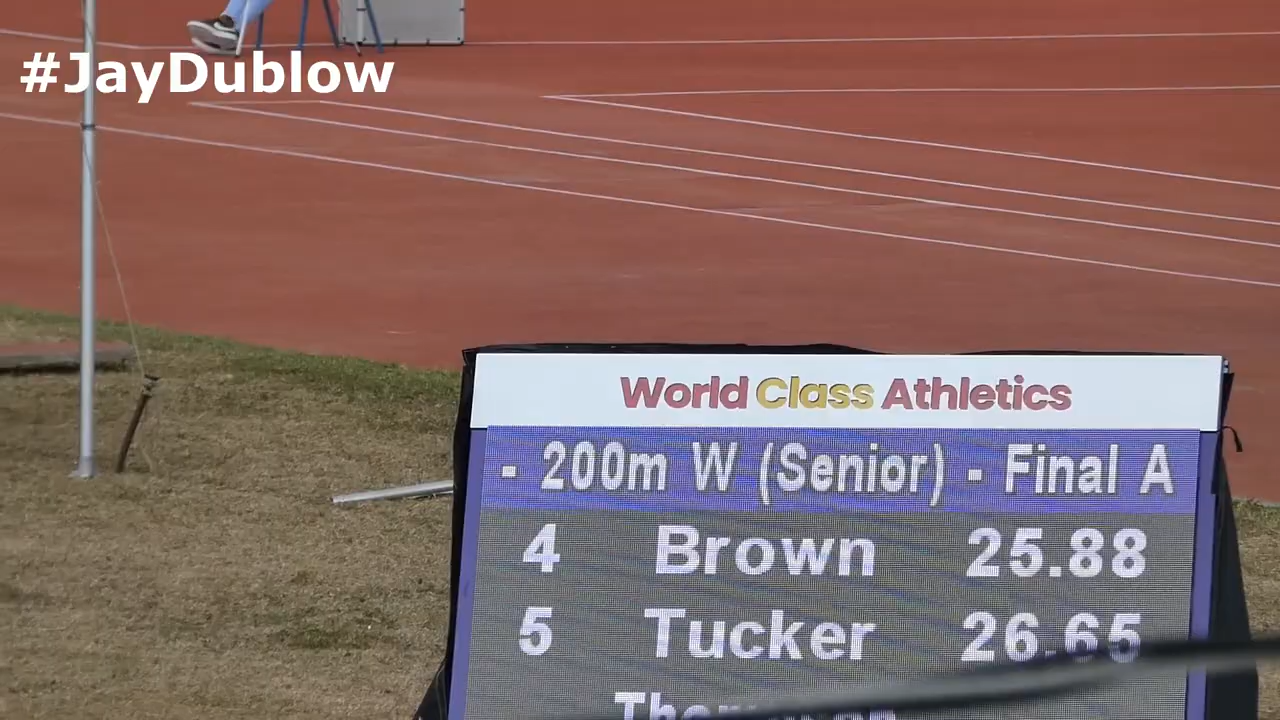 #JayDublow
World Class Athletics
- 200m W (Senior) - Final A
4 Brown 25.88
5 Tucker 26.65